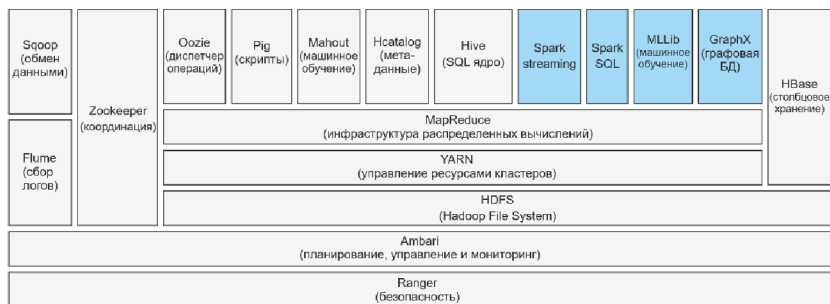 Sqoop
(обмен
данными)
Flume
(сбор
логов)
Zookeeper
(координация)
Oozie
(диспетчер
операций)
Pig
(скрипты)
Mahout
(машинное
обучение)
Hcatalog
(мета-
данные)
Hive
(SQL ядро)
Spark
streaming
Spark
SQL
MLLib
(машинное
обучение)
GraphX
(графовая
БД)
HBase
(столбцовое
хранение)
MapReduce
(инфраструктура распределенных вычислений)
YARN
(управление ресурсами кластеров)
HDFS
(Hadoop File System)
Ambari
(планирование, управление и мониторинг)
Ranger
(безопасность)